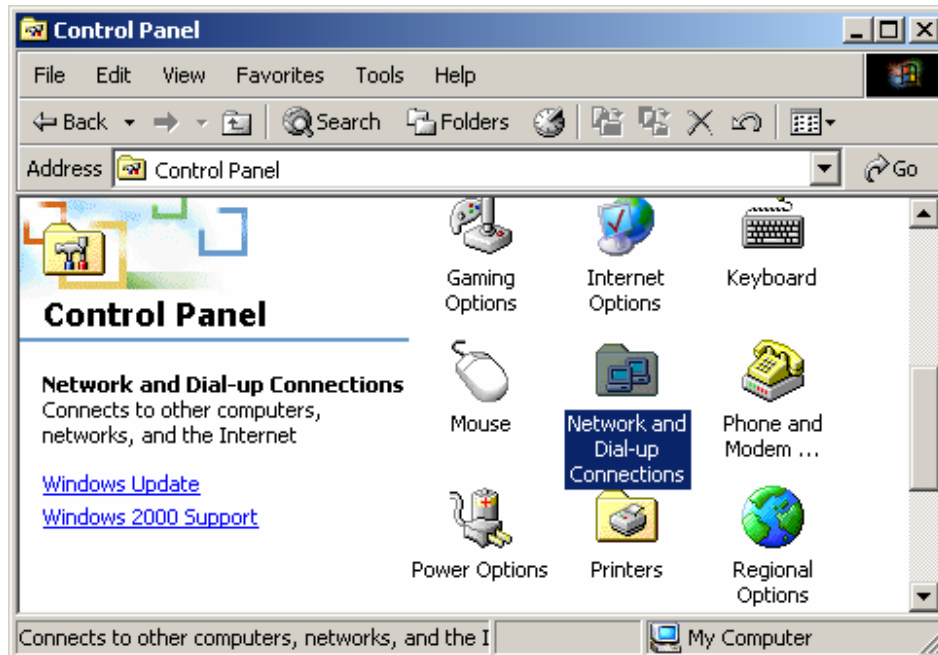 Control Panel
File Edit View Favorites Tools Help
Back Search Folders
Address Control Panel Go
Control Panel
Network and Dial-up Connections
Connects to other computers,
networks, and the Internet
Windows Update
Windows 2000 Support
Gaming
Options
Internet
Options
Keyboard
Mouse
Network and
Dial-up
Connections
Phone and
Modem ...
Power Options
Printers
Regional
Options
Connects to other computers, networks, and the I
My Computer